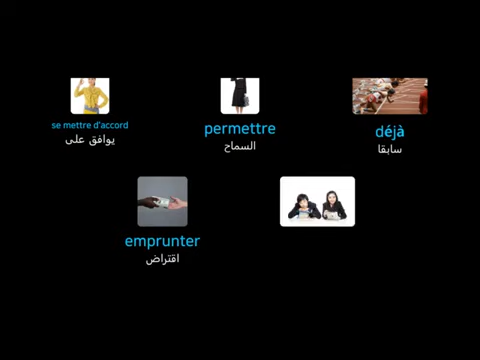 se mettre d'accord
يوافق على
permettre
السماح
déjà
سابقا
emprunter
اقتراض